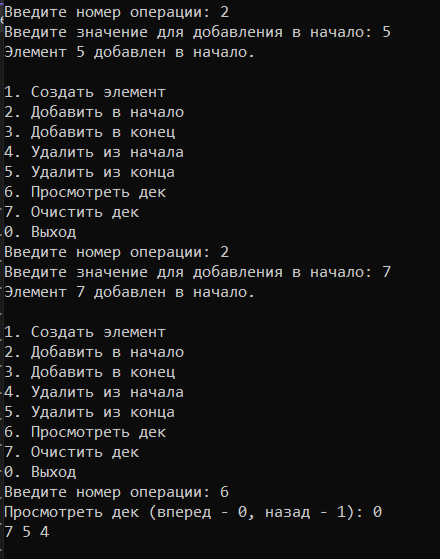 Введите номер операции: 2
Введите значение для добавления в начало: 5
Элемент 5 добавлен в начало.
1. Создать элемент
2. Добавить в начало
3. Добавить в конец
4. Удалить из начала
5. Удалить из конца
6. Просмотреть дек
7. Очистить дек
0. Выход
Введите номер операции: 2
Введите значение для добавления в начало: 7
Элемент 7 добавлен в начало.
1. Создать элемент
2. Добавить в начало
3. Добавить в конец
4. Удалить из начала
5. Удалить из конца
6. Просмотреть дек
7. Очистить дек
0. Выход
Введите номер операции: 6
Просмотреть дек (вперед - 0, назад - 1): 0
7 5 4